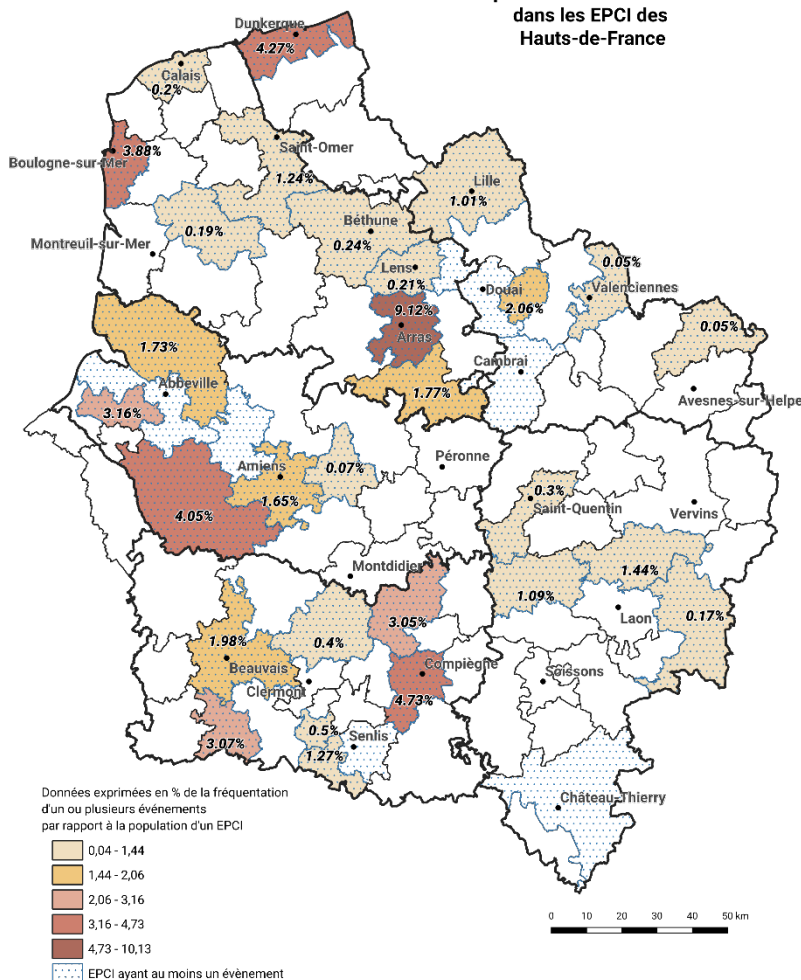 dans les EPCI des
Hauts-de-France
Dunkerque
4.27%
Calais
0.2%
3.88%
Boulogne-sur-Mer
Saint-Omer
1.24%
Lille
1.01%
0.19%
Béthune
0.24%
Montreuil-sur-Mer
Lens
0.21%
Douai
2.06%
0.05%
Valenciennes
9.12%
Arras
0.05%
1.73%
Abbeville
Cambrai
1.77%
Avesnes-sur-Helpe
3.16%
Amiens
0.07%
Péronne
1.65%
4.05%
0.3%
Saint-Quentin
Vervins
Montdidier
1.44%
1.09%
0.17%
Laon
3.05%
0.4%
1.98%
Beauvais
Compiègne
Clermont
4.73%
Soissons
3.07%
0.5%
Senlis
1.27%
Château-Thierry
Données exprimées en % de la fréquentation
d'un ou plusieurs événements
par rapport à la population d'un EPCI
0,04 - 1,44
1,44 - 2,06
2,06 - 3,16
3,16 - 4,73
4,73 - 10,13
EPCI ayant au moins un évènement
0 10 20 30 40 50 km